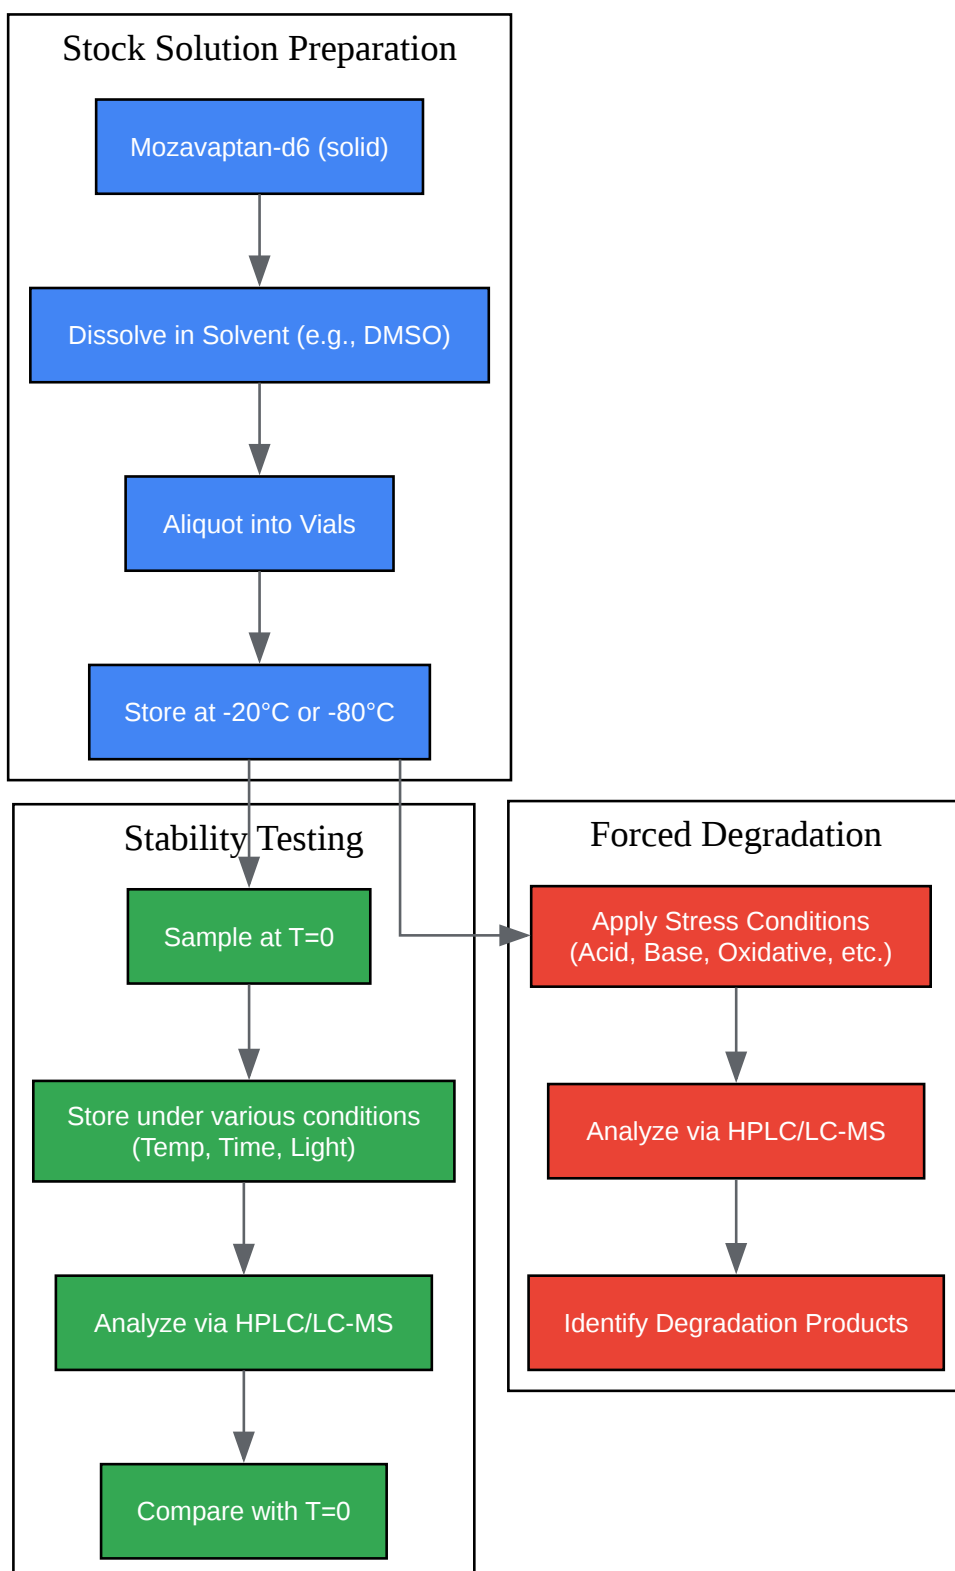 Stock Solution Preparation
Mozavaptan-d6 (solid)
Dissolve in Solvent (e.g., DMSO)
Aliquot into Vials
Store at -20°C or -80°C
Stability Testing
Sample at T=0
Store under various conditions
(Temp, Time, Light)
Analyze via HPLC/LC-MS
Compare with T=0
Forced Degradation
Apply Stress Conditions
(Acid, Base, Oxidative, etc.)
Analyze via HPLC/LC-MS
Identify Degradation Products